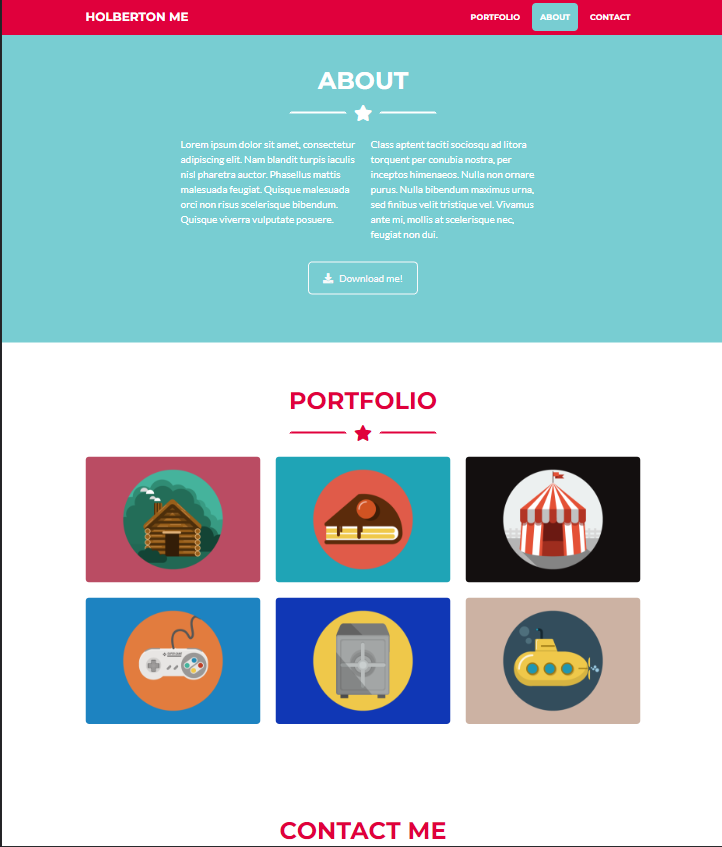 HOLBERTON ME
PORTFOLIO
ABOUT
CONTACT
ABOUT
Lorem ipsum dolor sit amet, consectetur
adipiscing elit. Nam blandit turpis iaculis
nisl pharetra auctor. Phasellus mattis
malesuada feugiat. Quisque malesuada
orci non risus scelerisque bibendum.
Quisque viverra vulputate posuere.
Class aptent taciti sociosqu ad litora
torquent per conubia nostra, per
inceptos himenaeos. Nulla non ornare
purus. Nulla bibendum maximus urna,
sed finibus velit tristique vel. Vivamus
ante mi, mollis at scelerisque nec,
feugiat non dui.
Download me!
PORTFOLIO
CONTACT ME